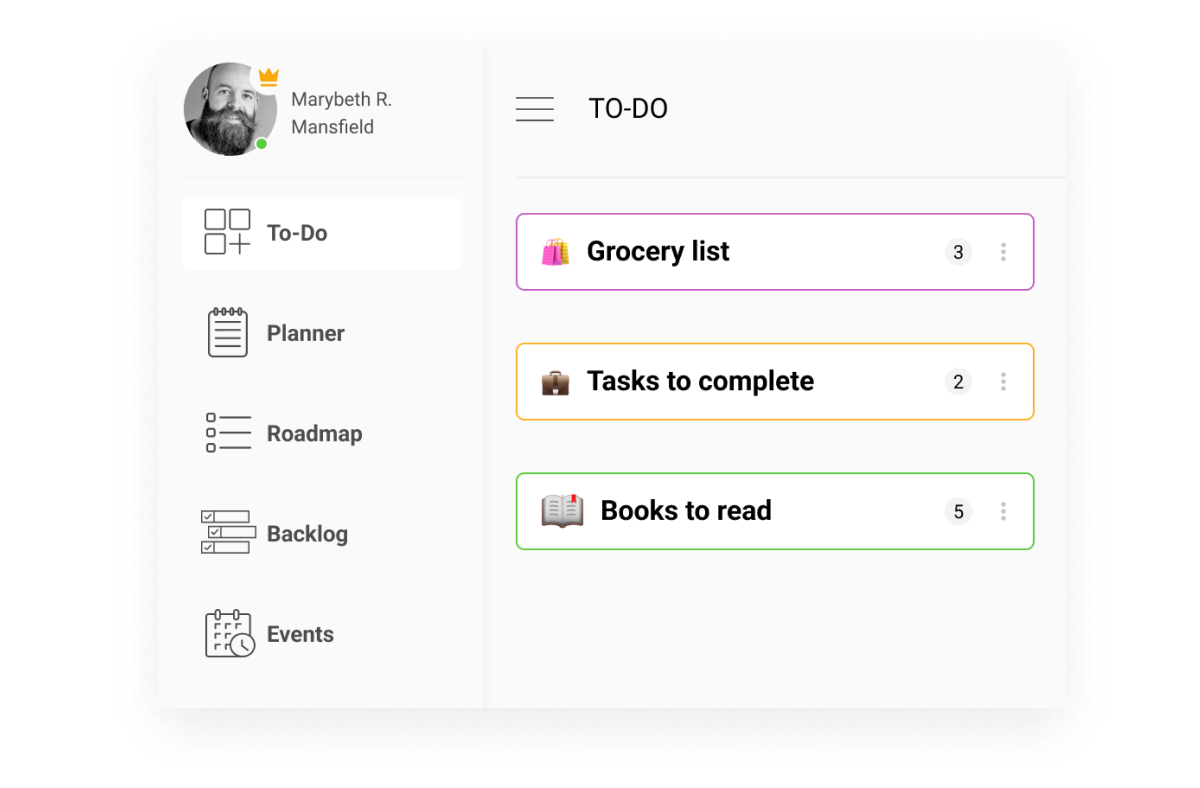 Marybeth R.
Mansfield
To-Do
Planner
Roadmap
Backlog
Events
TO-DO
Grocery list 3
Tasks to complete 2
Books to read 5